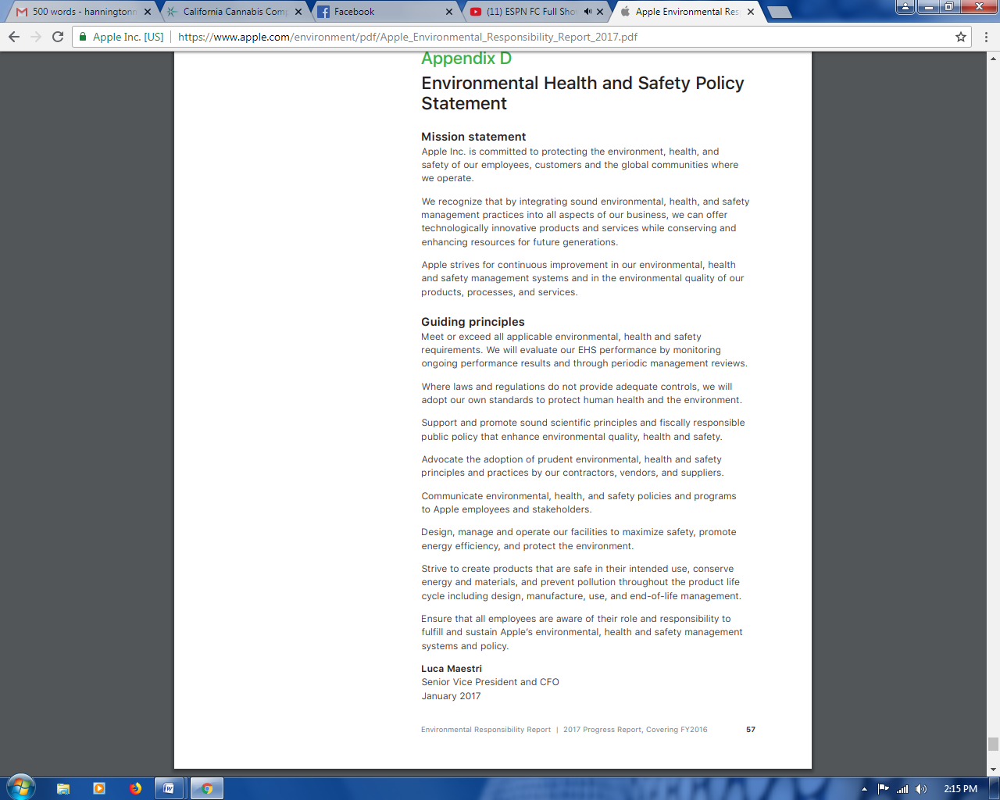 500 words - hanningtonn
California Cannabis Comp
Facebook
(11) ESPN FC Full Sho
Apple Environmental Res
Apple Inc. [US]
https://www.apple.com/environment/pdf/Apple_Environmental_Responsibility_Report_2017.pdf
Appendix D
Environmental Health and Safety Policy
Statement
Mission statement
Apple Inc. is committed to protecting the environment, health, and
safety of our employees, customers and the global communities where
we operate.
We recognize that by integrating sound environmental, health, and safety
management practices into all aspects of our business, we can offer
technologically innovative products and services while conserving and
enhancing resources for future generations.
Apple strives for continuous improvement in our environmental, health
and safety management systems and in the environmental quality of our
products, processes, and services.
Guiding principles
Meet or exceed all applicable environmental, health and safety
requirements. We will evaluate our EHS performance by monitoring
ongoing performance results and through periodic management reviews.
Where laws and regulations do not provide adequate controls, we will
adopt our own standards to protect human health and the environment.
Support and promote sound scientific principles and fiscally responsible
public policy that enhance environmental quality, health and safety.
Advocate the adoption of prudent environmental, health and safety
principles and practices by our contractors, vendors, and suppliers.
Communicate environmental, health, and safety policies and programs
to Apple employees and stakeholders.
Design, manage and operate our facilities to maximize safety, promote
energy efficiency, and protect the environment.
Strive to create products that are safe in their intended use, conserve
energy and materials, and prevent pollution throughout the product life
cycle including design, manufacture, use, and end-of-life management.
Ensure that all employees are aware of their role and responsibility to
fulfill and sustain Apple's environmental, health and safety management
systems and policy.
Luca Maestri
Senior Vice President and CFO
January 2017
Environmental Responsibility Report | 2017 Progress Report, Covering FY2016 57
2:15 PM